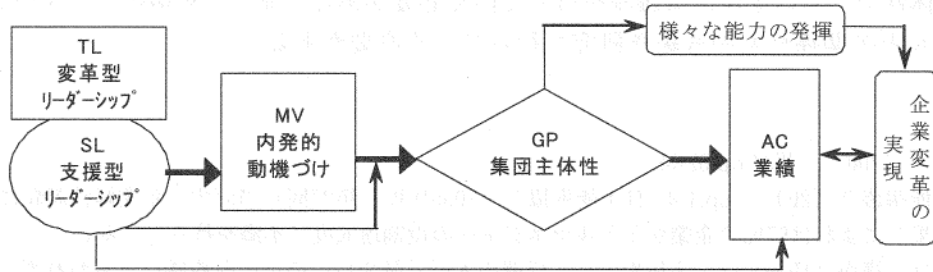 様々な能力の発揮
TL
変革型
リーダーシップ
SL
支援型
リーダーシップ
MV
内発的
動機づけ
GP
集団主体性
AC
業績
企業変革の
実現